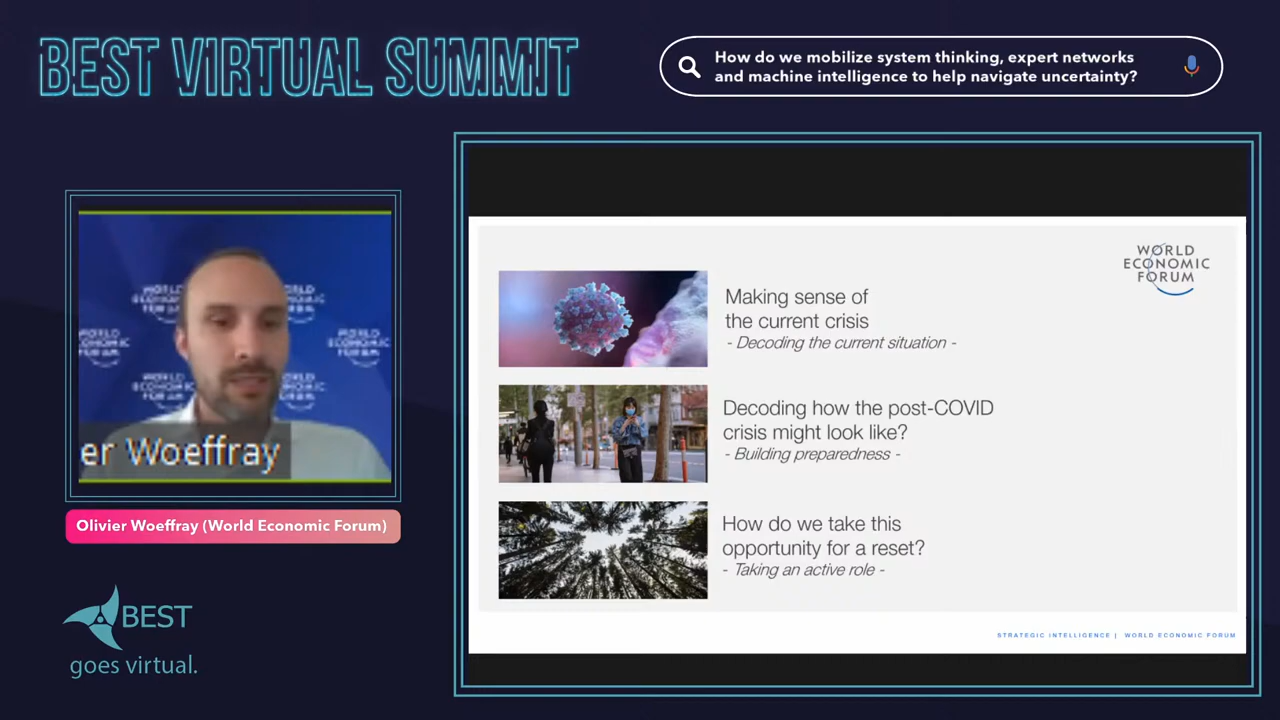 BEST VIRTUAL SUMMIT
How do we mobilize system thinking, expert networks
and machine intelligence to help navigate uncertainty?
WORLD
ECONOMIC
FORUM
er Woeffray
Olivier Woeffray (World Economic Forum)
BEST
goes virtual.
WORLD
ECONOMIC
FORUM
Making sense of
the current crisis
- Decoding the current situation -
Decoding how the post-COVID
crisis might look like?
- Building preparedness -
How do we take this
opportunity for a reset?
- Taking an active role -
STRATEGIC INTELLIGENCE | WORLD ECONOMIC FORUM